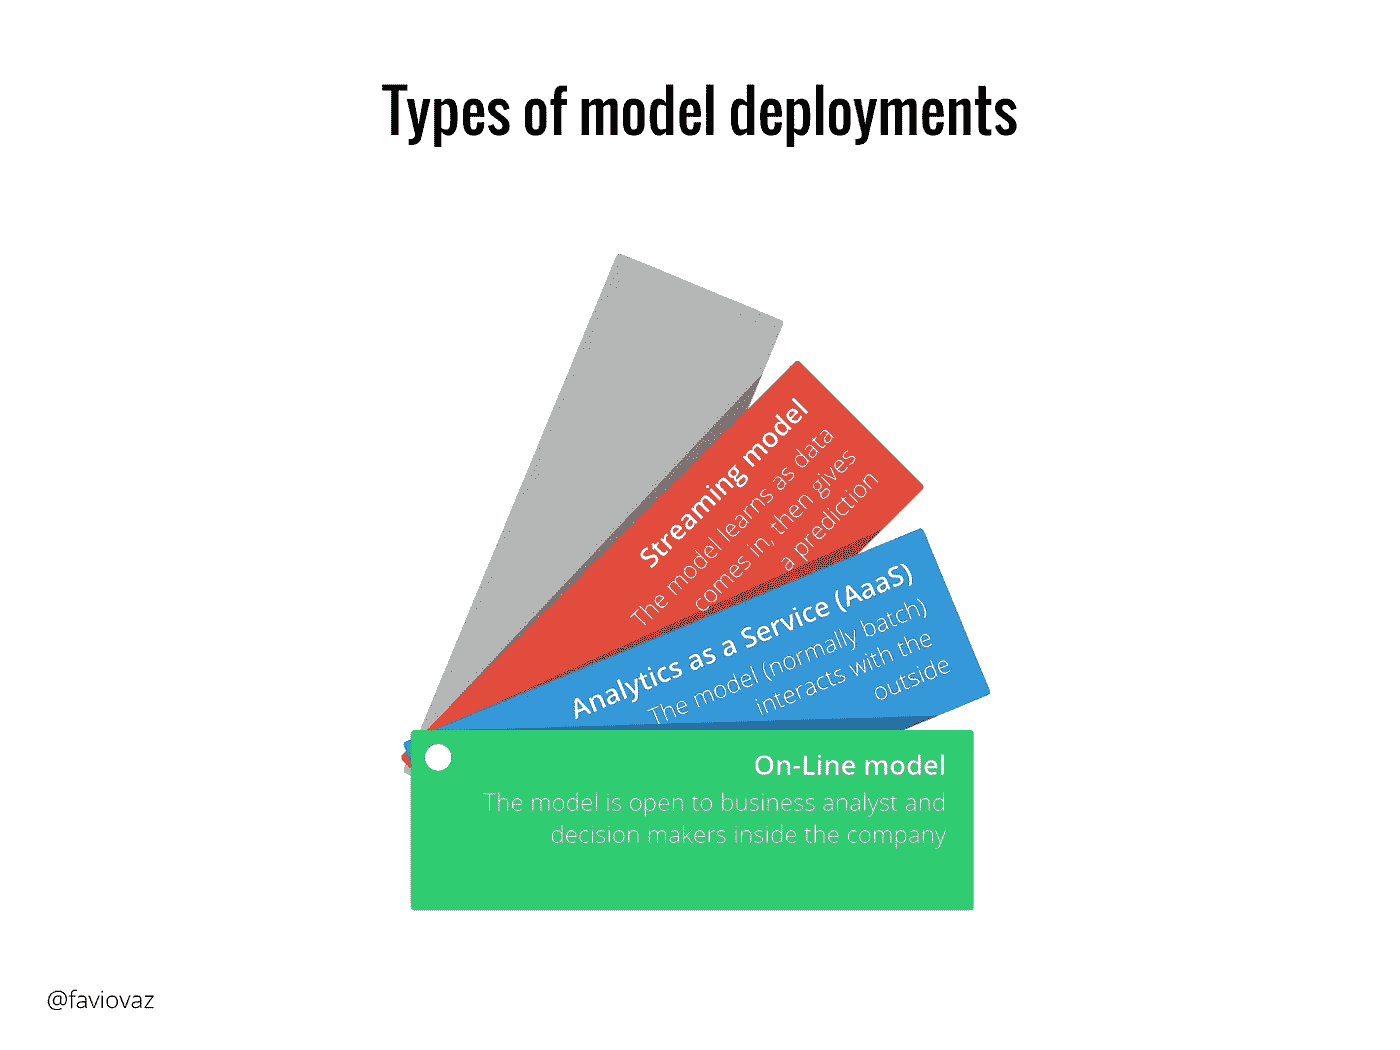 Types of model deployments
Streaming model
The model learns as data
comes in, then gives
a prediction
Analytics as a Service (AaaS)
The model (normally batch)
interacts with the
outside
On-Line model
The model is open to business analyst and
decision makers inside the company
@faviovaz